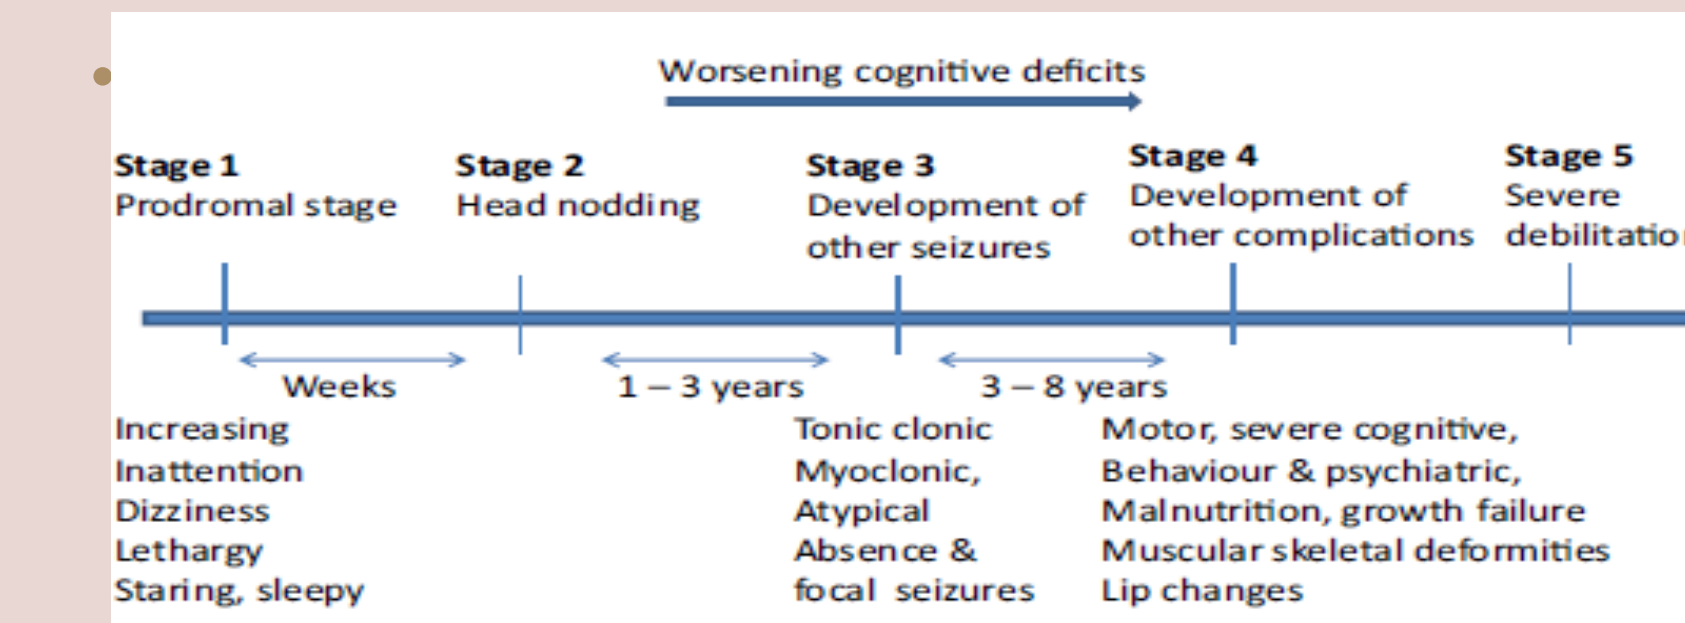 Worsening cognitive deficits
Stage 1
Prodromal stage
Stage 2
Head nodding
Stage 3
Development of
other seizures
Stage 4
Development of
other complications
Stage 5
Severe
debilitatio
Weeks
1 – 3 years
3 – 8 years
Increasing
Inattention
Dizziness
Lethargy
Staring, sleepy
Tonic clonic
Myoclonic,
Atypical
Absence &
focal seizures
Motor, severe cognitive,
Behaviour & psychiatric,
Malnutrition, growth failure
Muscular skeletal deformities
Lip changes